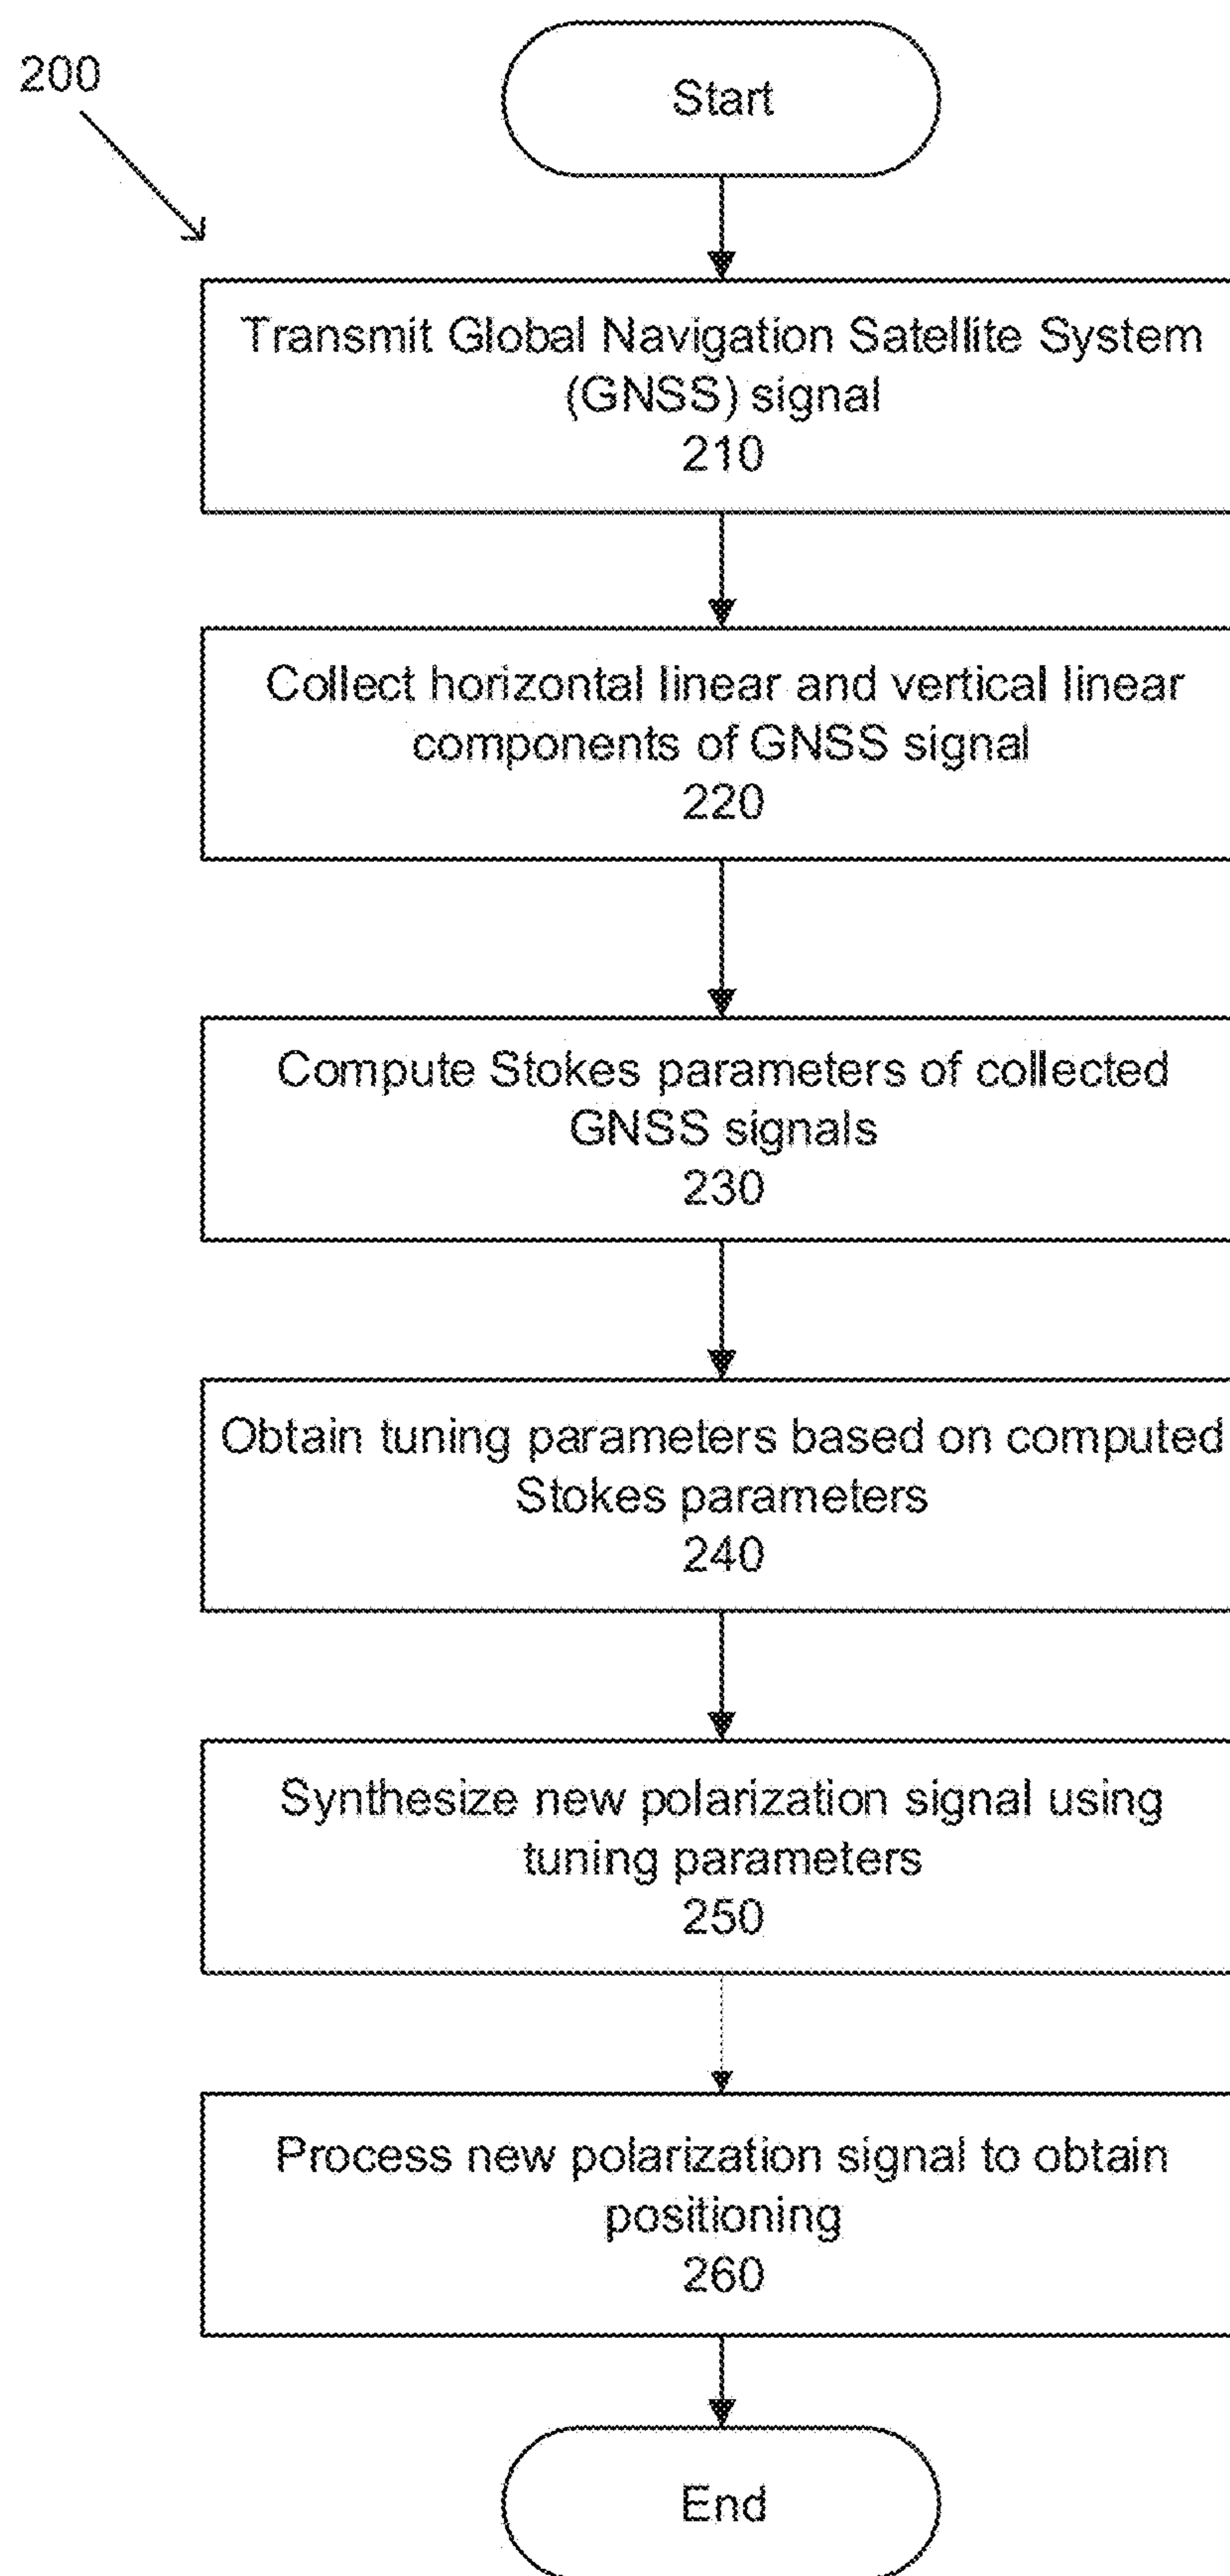 200
Start
Transmit Global Navigation Satellite System
(GNSS) signal
210
Collect horizontal linear and vertical linear
components of GNSS signal
220
Compute Stokes parameters of collected
GNSS signals
230
Obtain tuning parameters based on computed
Stokes parameters
240
Synthesize new polarization signal using
tuning parameters
250
Process new polarization signal to obtain
positioning
260
End